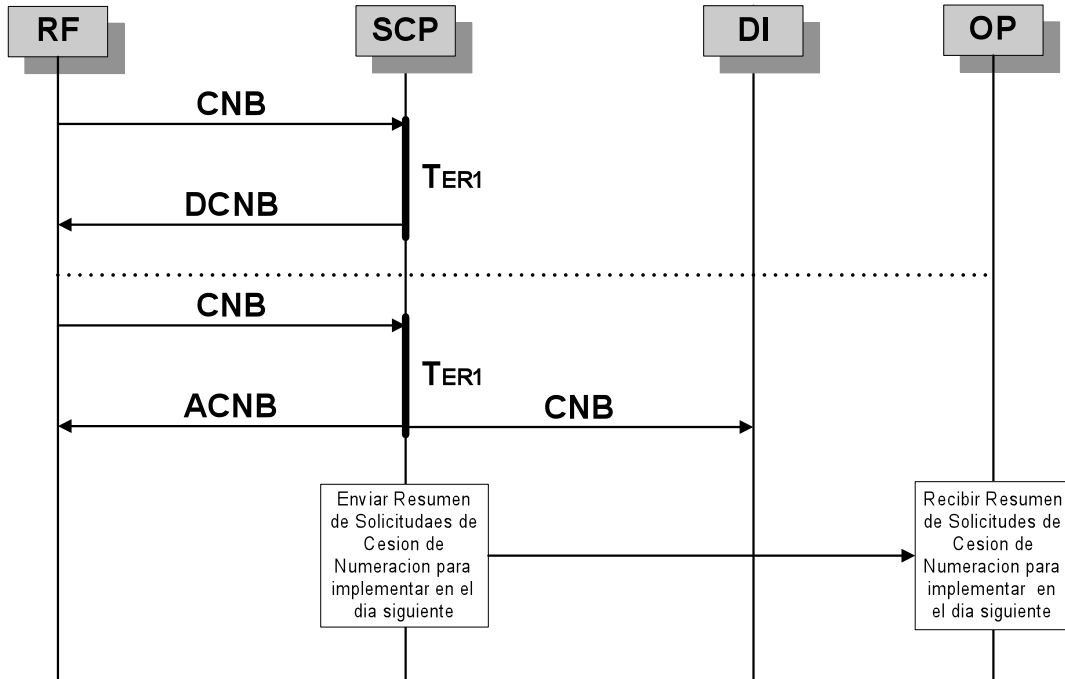 RF
SCP
DI
OP
CNB
TER1
DCNB
CNB
TER1
ACNB
CNB
Enviar Resumen
de Solicitudaes de
Cesion de
Numeracion para
implementar en el
dia siguiente
Recibir Resumen
de Solicitudes de
Cesion de
Numeracion para
implementar en
el dia siguiente